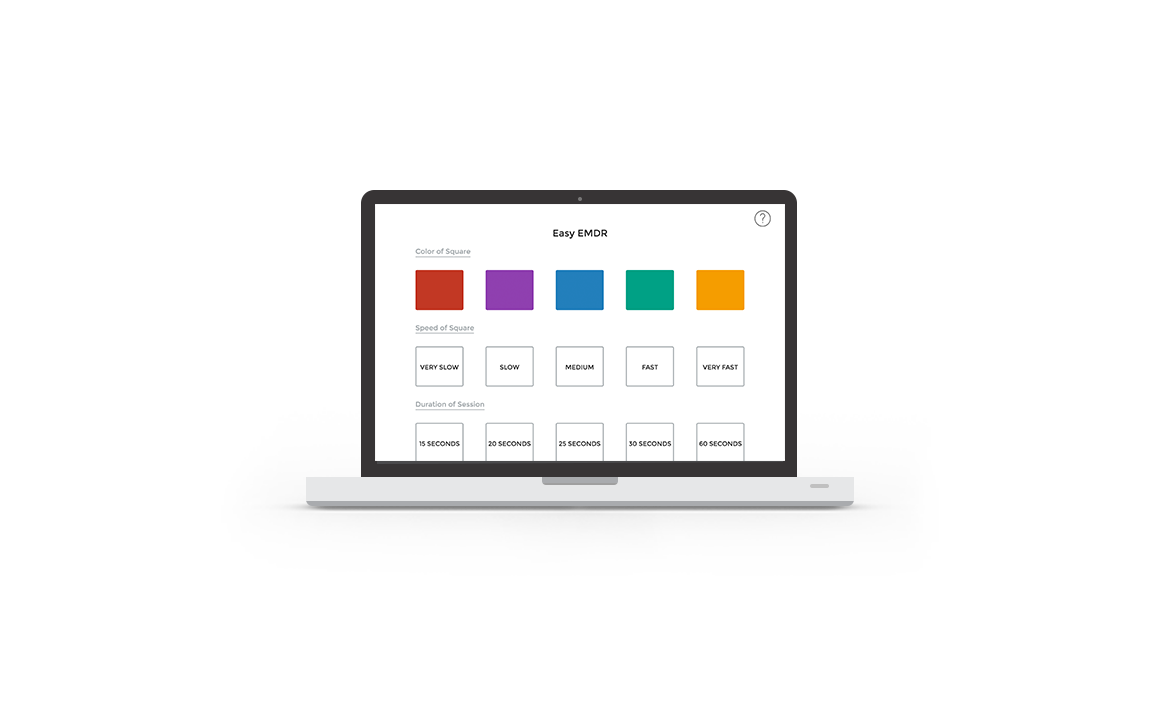 ?
Easy EMDR
Color of Square
Speed of Square
VERY SLOW
SLOW
MEDIUM
FAST
VERY FAST
Duration of Session
15 SECONDS
20 SECONDS
25 SECONDS
30 SECONDS
60 SECONDS